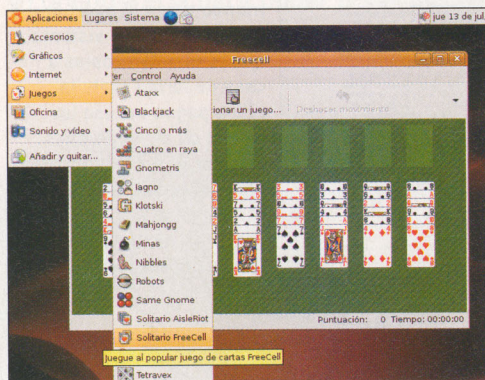 Aplicaciones Lugares Sistema
jue 13 de jul,
Accesorios
Gráficos
Internet
Juegos
Oficina
Sonido y vídeo
Añadir y quitar...
Freecell
er Control Ayuda
ionar un juego...
Deshacer movimiento
Ataxx
Blackjack
Cinco o más
Cuatro en raya
Gnometris
Iagno
Klotski
Mahjongg
Minas
Nibbles
Robots
Same Gnome
Solitario AisleRiot
Solitario FreeCell
Juegue al popular juego de cartas FreeCell
Tetravex
Puntuación: 0 Tiempo: 00:00:00